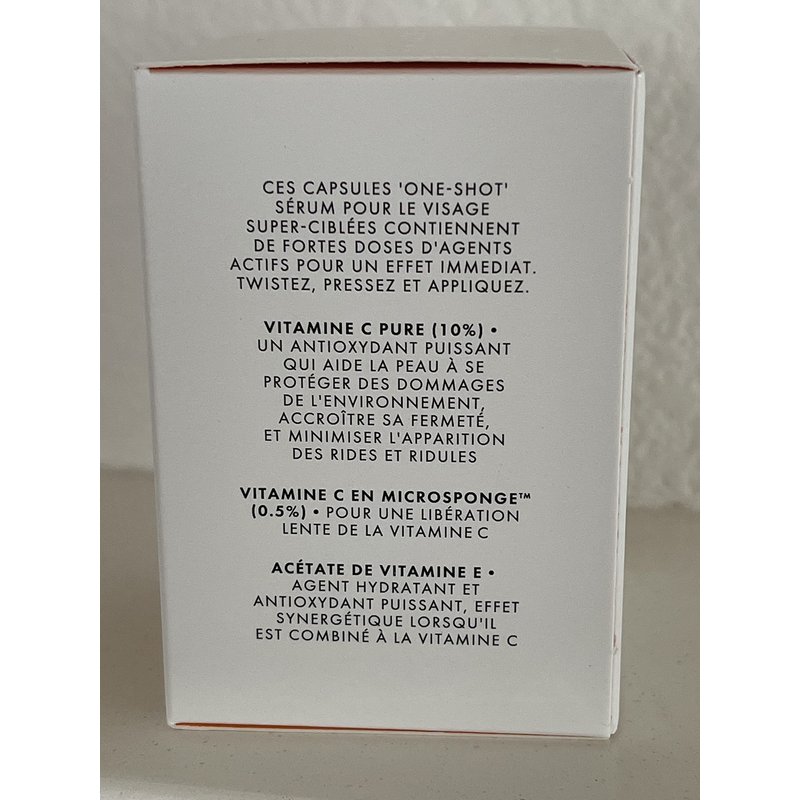 CES CAPSULES 'ONE-SHOT'
SÉRUM POUR LE VISAGE
SUPER-CIBLÉES CONTIENNENT
DE FORTES DOSES D'AGENTS
ACTIFS POUR UN EFFET IMMEDIAT.
TWISTEZ, PRESSEZ ET APPLIQUEZ.
VITAMINE C PURE (10%) •
UN ANTIOXYDANT PUISSANT
QUI AIDE LA PEAU À SE
PROTÉGER DES DOMMAGES
DE L'ENVIRONNEMENT,
ACCROÎTRE SA FERMETÉ,
ET MINIMISER L'APPARITION
DES RIDES ET RIDULES
VITAMINE C EN MICROSPONGE™
(0.5%) • POUR UNE LIBÉRATION
LENTE DE LA VITAMINE C
ACÉTATE DE VITAMINE E •
AGENT HYDRATANT ET
ANTIOXYDANT PUISSANT, EFFET
SYNERGÉTIQUE LORSQU'IL
EST COMBINÉ À LA VITAMINE C